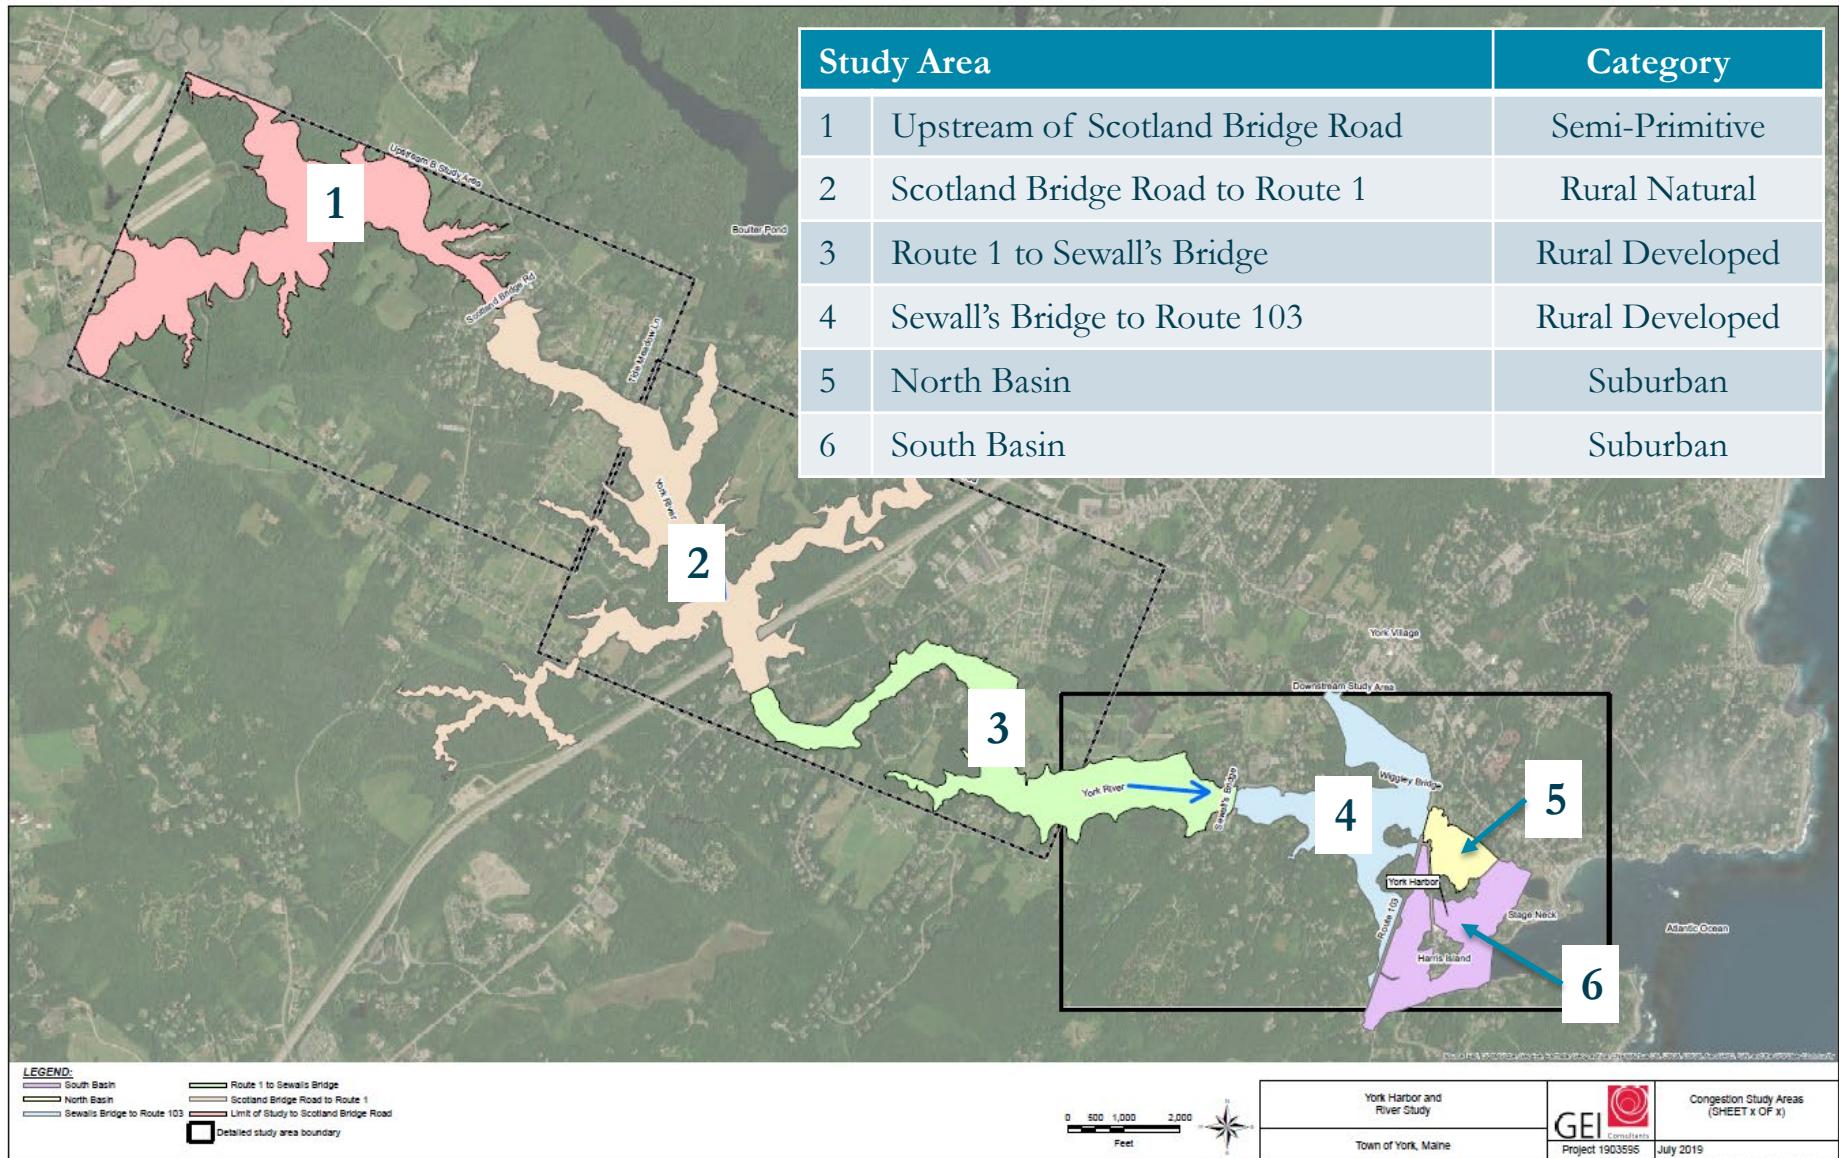 Study Area Category
1 Upstream of Scotland Bridge Road Semi-Primitive
2 Scotland Bridge Road to Route 1 Rural Natural
3 Route 1 to Sewall's Bridge Rural Developed
4 Sewall's Bridge to Route 103 Rural Developed
5 North Basin Suburban
6 South Basin Suburban
Upstream B Study Area
1
Boulter Pond
Scotland Bridge Rd
Tide Meadow Ln
York River
2
York Village
Downstream Study Area
3
Wiggley Bridge
York River
Sewall's Bridge
4
5
York Harbor
Route 103
Stage Neck
Atlantic Ocean
Harris Island
6
LEGEND:
South Basin
North Basin
Sewalls Bridge to Route 103
Route 1 to Sewalls Bridge
Scotland Bridge Road to Route 1
Limit of Study to Scotland Bridge Road
Detailed study area boundary
0 500 1,000 2,000
Feet
York Harbor and
River Study
Town of York, Maine
GEI
Consultants
Project 1903595
Congestion Study Areas
(SHEET x OF x)
July 2019